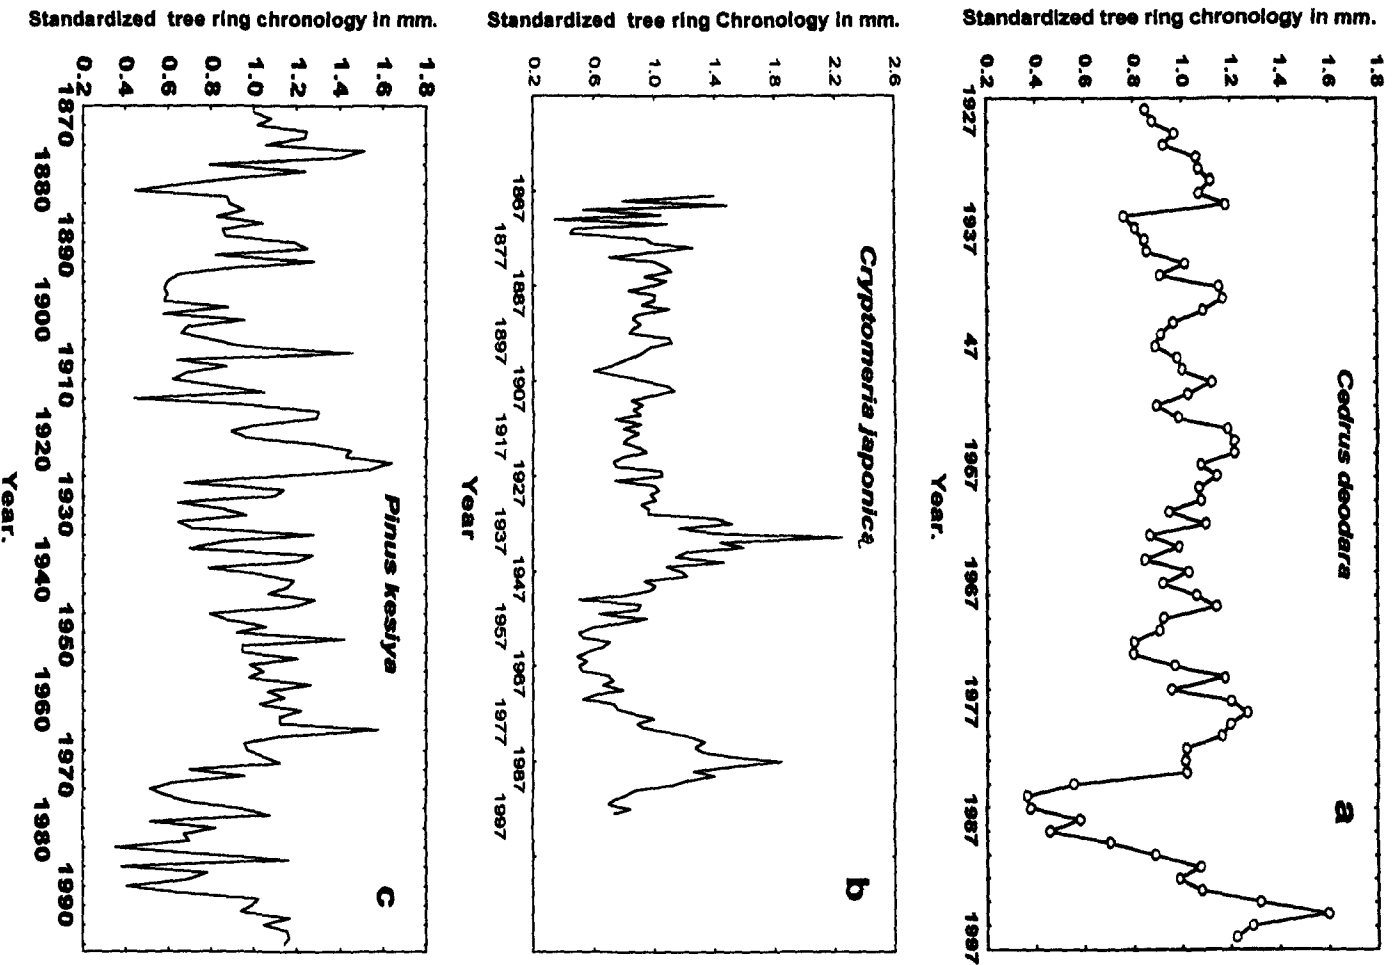 Standardized tree ring chronology in mm.
0.2 0.4 0.6 0.8 1.0 1.2 1.4 1.6 1.8
1927 1937 47 1957 1967 1977 1987 1997
Cedrus deodara
a
Year.
Standardized tree ring Chronology in mm.
0.2 0.6 1.0 1.4 1.8 2.2 2.6
1867 1877 1887 1897 1907 1917 1927 1937 1947 1957 1967 1977 1987 1997
Cryptomeria japonica
b
Year
Standardized tree ring chronology in mm.
0.2 0.4 0.6 0.8 1.0 1.2 1.4 1.6 1.8
1870 1880 1890 1900 1910 1920 1930 1940 1950 1960 1970 1980 1990
Pinus kesiya
c
Year.